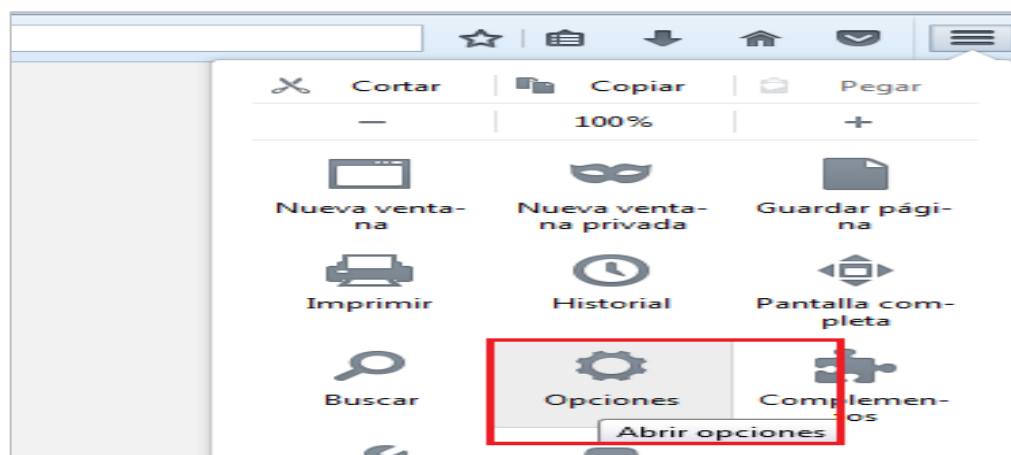 Cortar Copiar Pegar
100%
Nueva venta- Nueva venta- Guardar pági-
na na privada na
Imprimir Historial Pantalla com-
pleta
Buscar Opciones Complemen-
tos
Abrir opciones